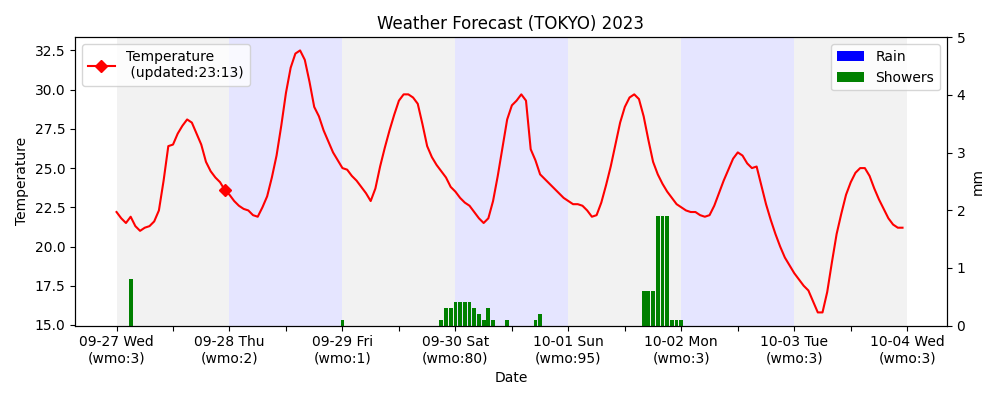 Weather Forecast (TOKYO) 2023
Temperature
(updated:23:13)
Rain
Showers
Temperature
32.5
30.0
27.5
25.0
22.5
20.0
17.5
15.0
5
4
3
2
1
0
mm
09-27 Wed
(wmo:3)
09-28 Thu
(wmo:2)
09-29 Fri
(wmo:1)
09-30 Sat
(wmo:80)
10-01 Sun
(wmo:95)
10-02 Mon
(wmo:3)
10-03 Tue
(wmo:3)
10-04 Wed
(wmo:3)
Date